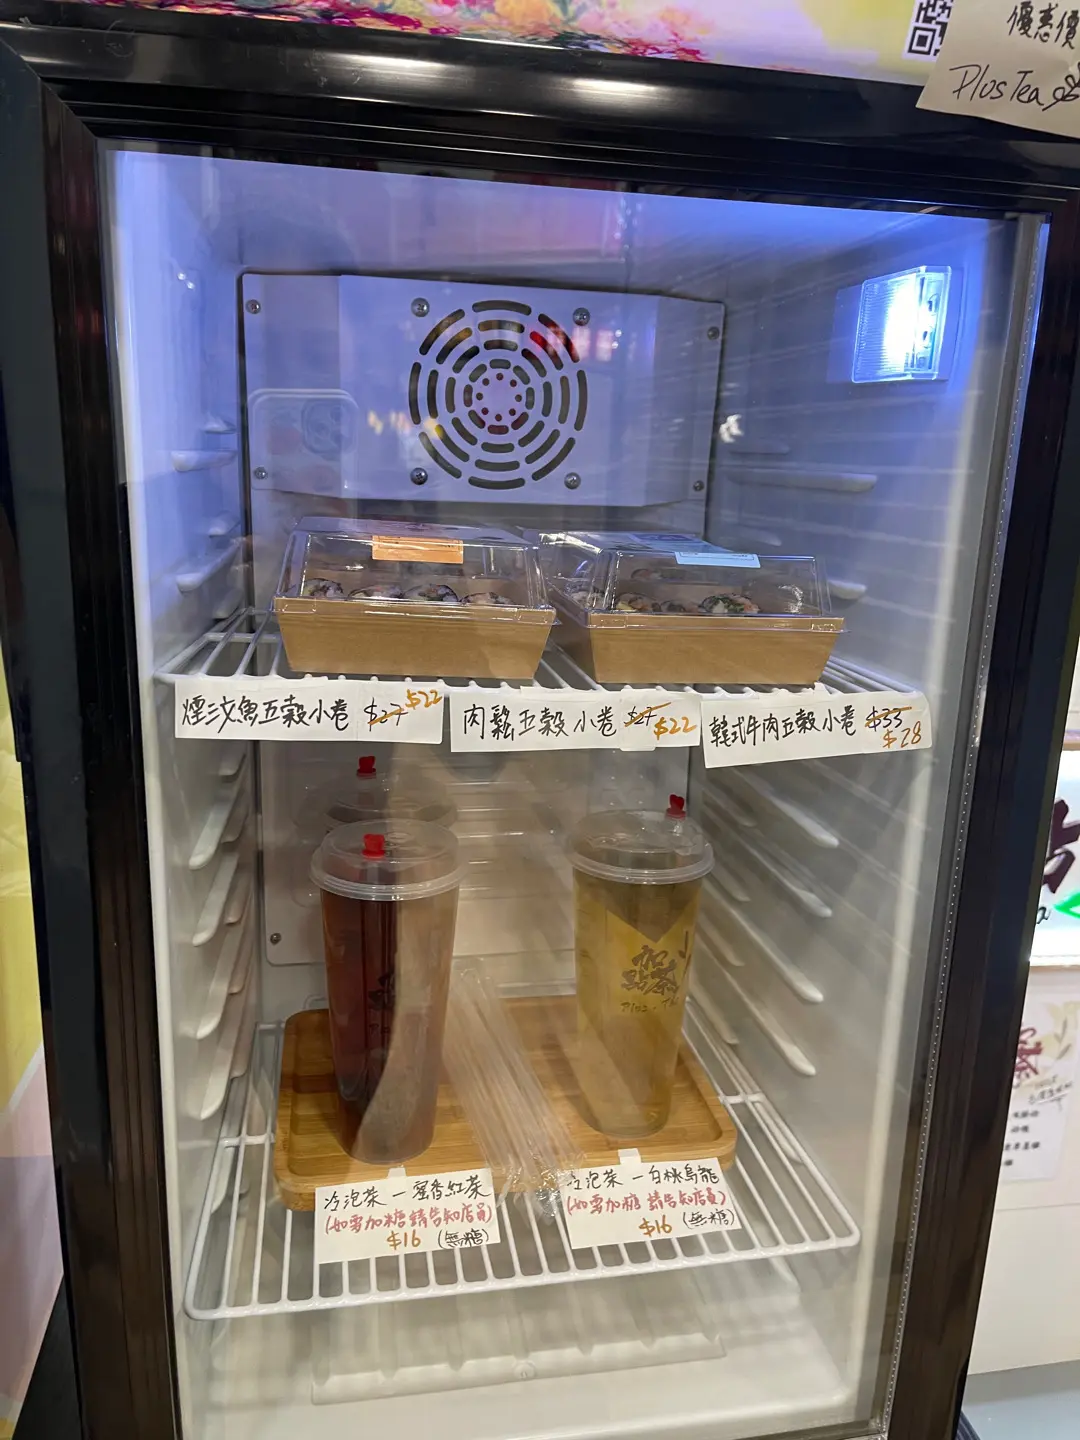 優惠價
Plus Tea
煙三文魚五穀小卷 $27 $22
肉鬆五穀小卷 $27 $22
韓式牛肉五穀小卷 $33 $28
加
點茶
Plus
冷泡茶 — 蜜香紅茶
(如需加糖請告知店員)
$16 (無糖)
冷泡茶 — 白桃烏龍
(如需加糖請告知店員)
$16 (無糖)